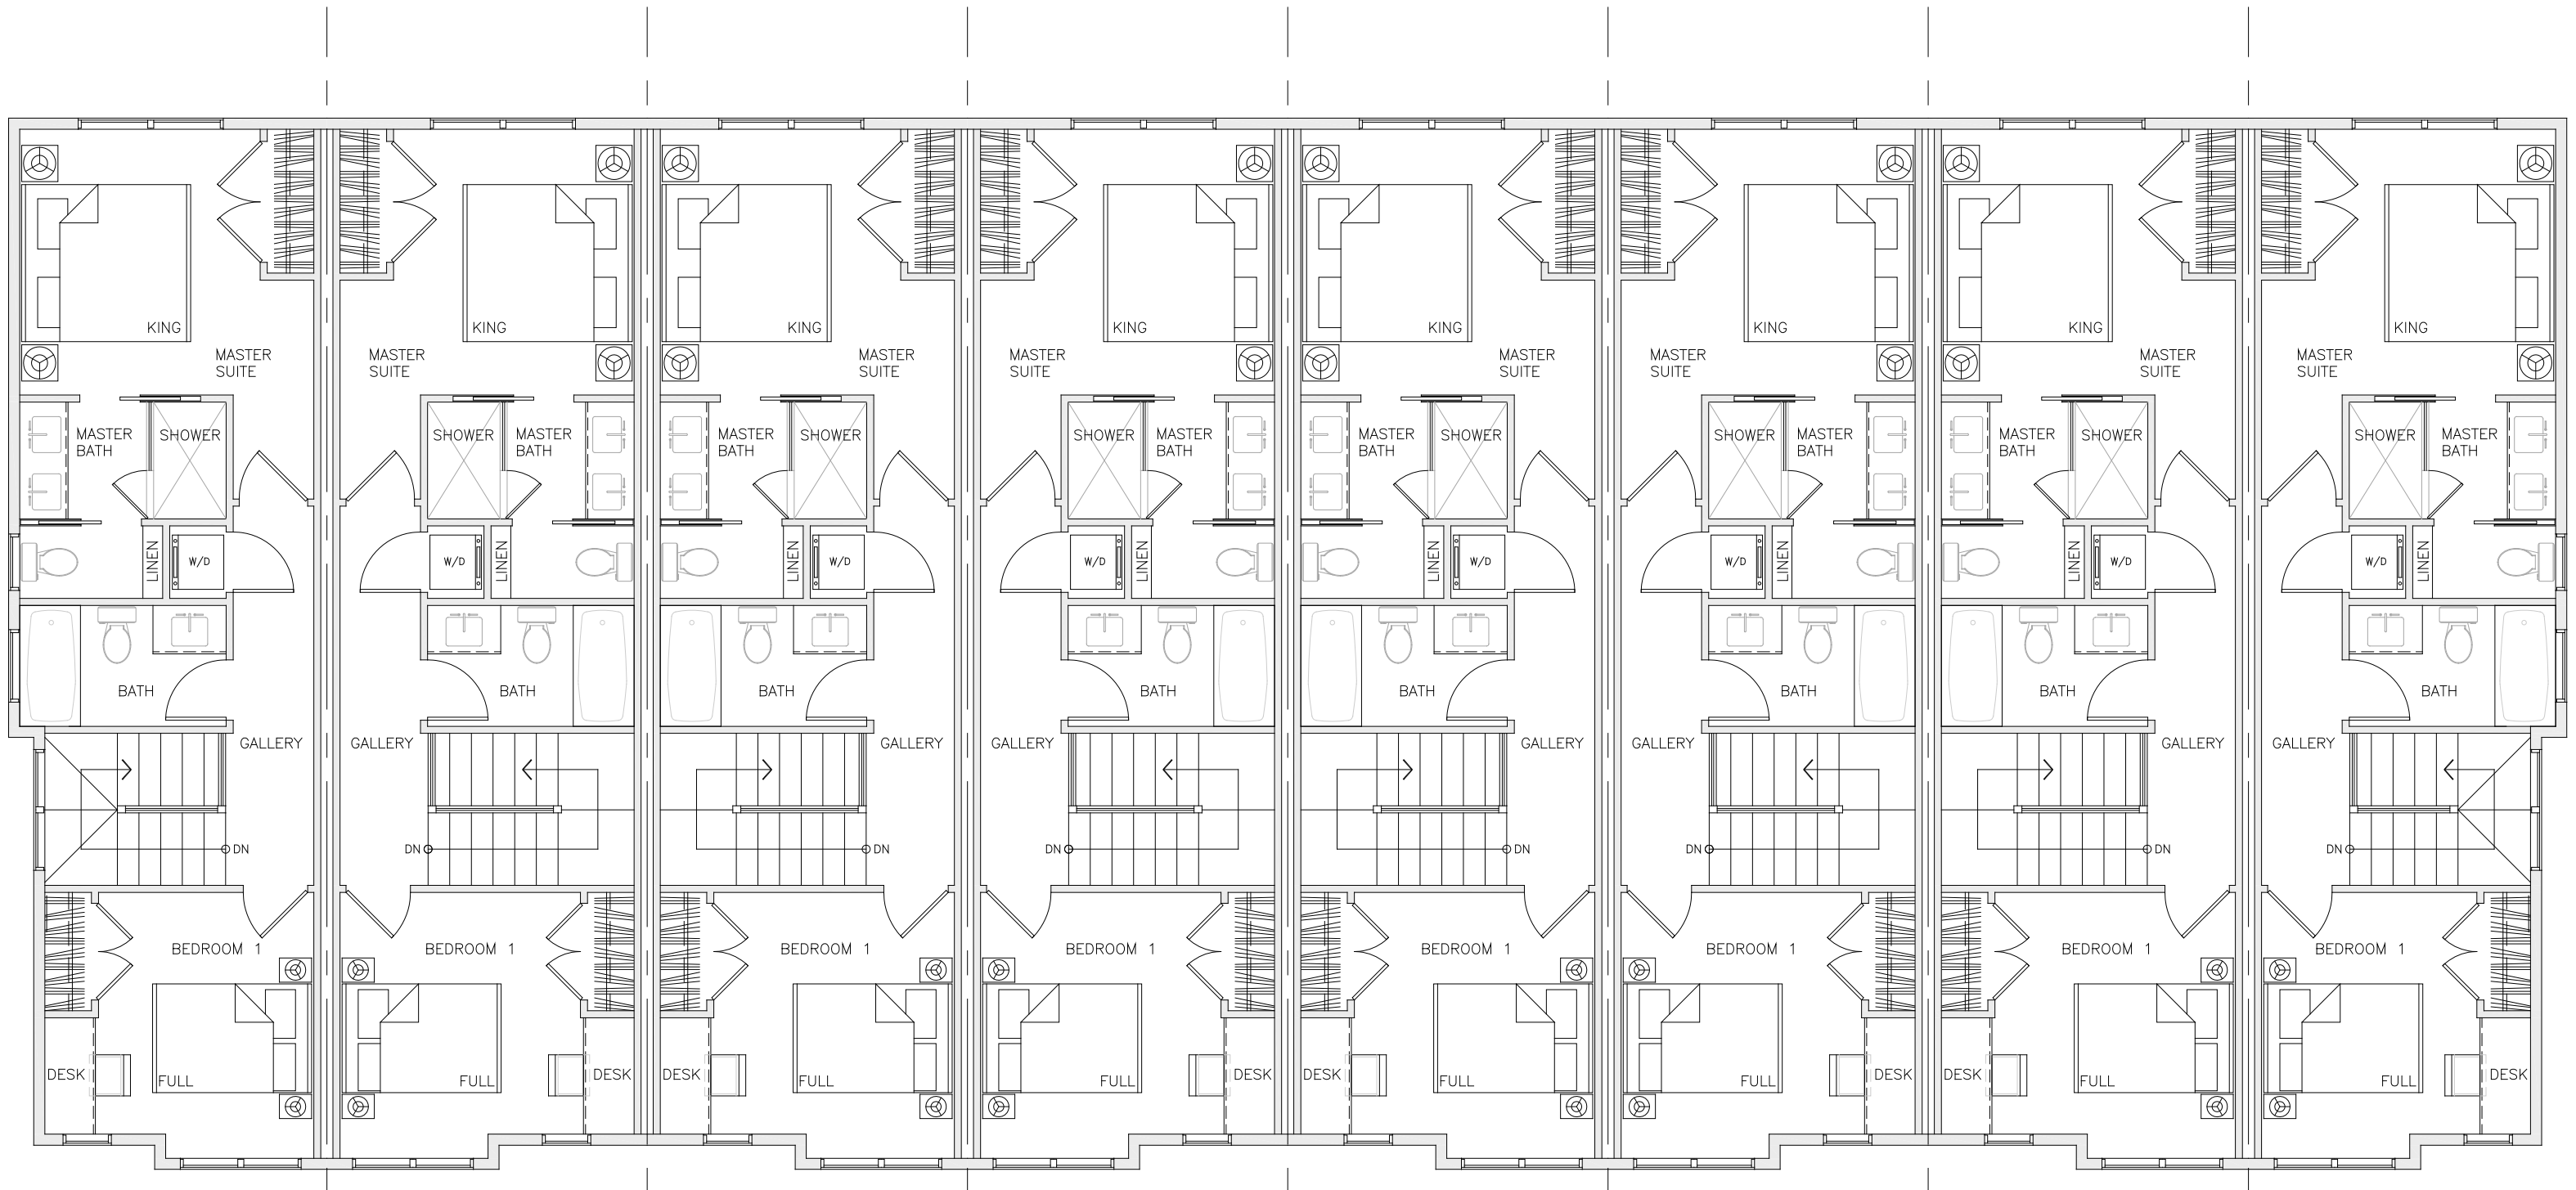 KING
MASTER
SUITE
MASTER
BATH
SHOWER
LINEN
W/D
BATH
GALLERY
DN
BEDROOM 1
DESK
FULL
KING
MASTER
SUITE
SHOWER
MASTER
BATH
W/D
LINEN
BATH
GALLERY
DN
BEDROOM 1
FULL
DESK
KING
MASTER
SUITE
MASTER
BATH
SHOWER
LINEN
W/D
BATH
GALLERY
DN
BEDROOM 1
DESK
FULL
KING
MASTER
SUITE
SHOWER
MASTER
BATH
W/D
LINEN
BATH
GALLERY
DN
BEDROOM 1
FULL
DESK
KING
MASTER
SUITE
MASTER
BATH
SHOWER
LINEN
W/D
BATH
GALLERY
BEDROOM 1
DESK
FULL
KING
MASTER
SUITE
SHOWER
MASTER
BATH
W/D
LINEN
BATH
GALLERY
DN
DN
BEDROOM 1
FULL
DESK
KING
MASTER
SUITE
MASTER
BATH
SHOWER
LINEN
W/D
BATH
GALLERY
DN
BEDROOM 1
DESK
FULL
KING
MASTER
SUITE
SHOWER
MASTER
BATH
W/D
LINEN
BATH
GALLERY
DN
BEDROOM 1
FULL
DESK